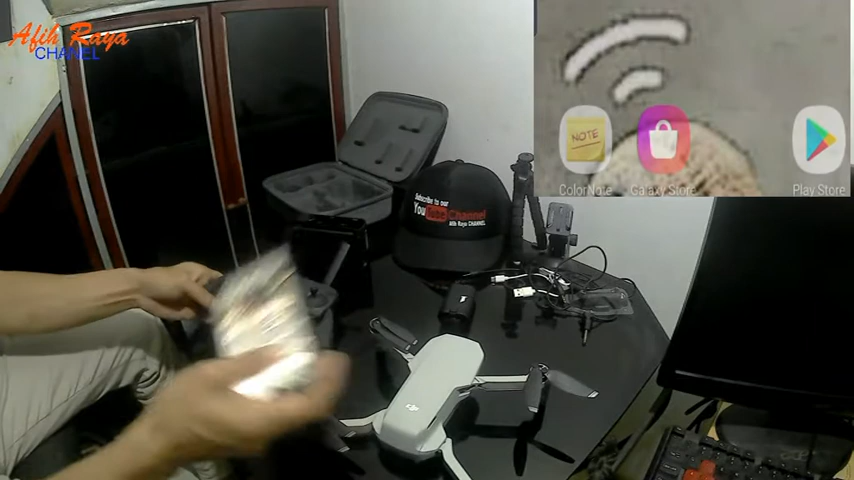 Afih Raya
CHANEL
NOTE
ColorNote
Galaxy Store
Play Store
Subscribe to our
YouTube Channel
Afih Raya CHANNEL